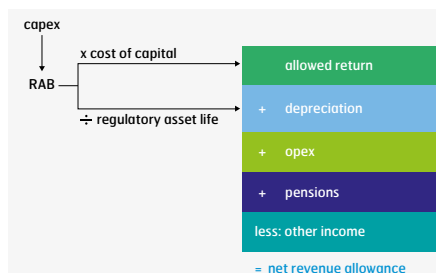 capex
x cost of capital
RAB
÷ regulatory asset life
allowed return
+ depreciation
+ opex
+ pensions
less: other income
= net revenue allowance